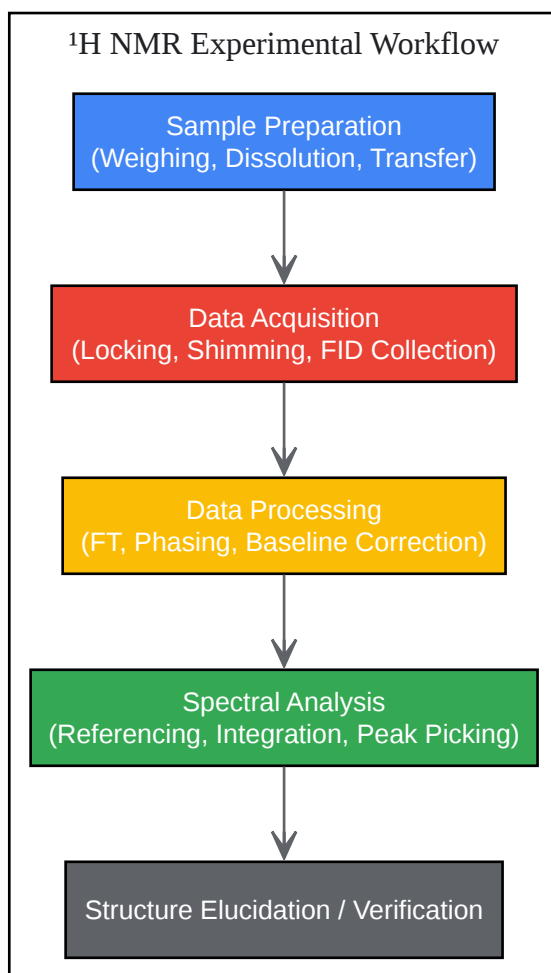 ¹H NMR Experimental Workflow
Sample Preparation
(Weighing, Dissolution, Transfer)
Data Acquisition
(Locking, Shimming, FID Collection)
Data Processing
(FT, Phasing, Baseline Correction)
Spectral Analysis
(Referencing, Integration, Peak Picking)
Structure Elucidation / Verification